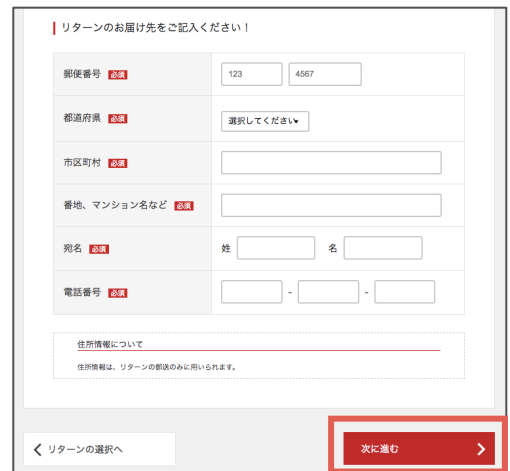 リターンのお届け先をご記入ください！
郵便番号 必須 123 4567
都道府県 必須 選択してください
市区町村 必須
番地、マンション名など 必須
宛名 必須 姓 名
電話番号 必須 - -
住所情報について
住所情報は、リターンの郵送のみに用いられます。
リターンの選択へ 次に進む